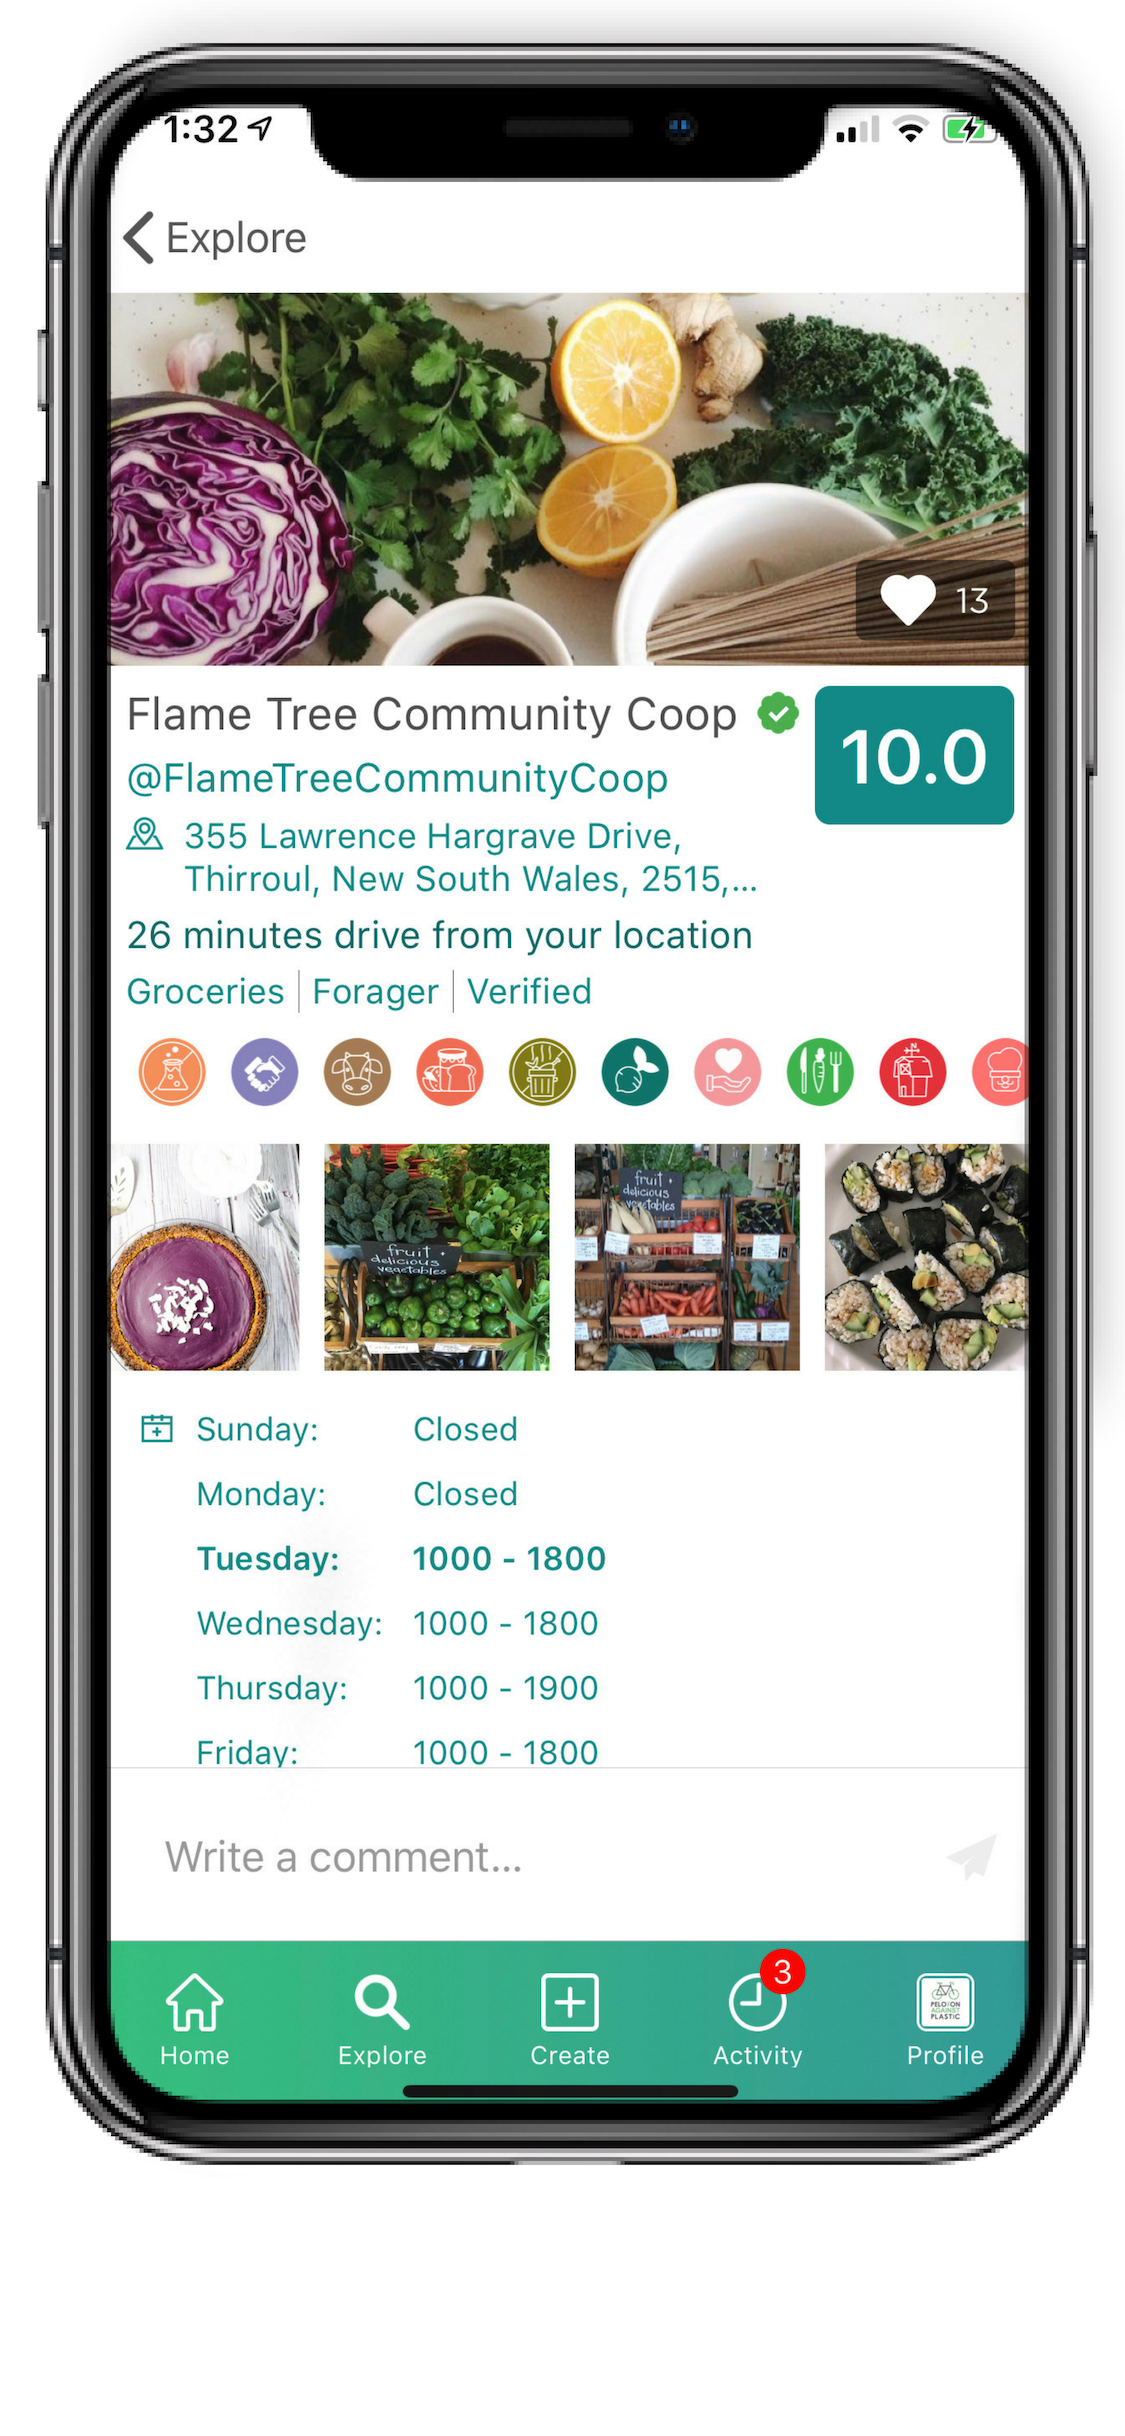 1:32
Explore
13
Flame Tree Community Coop
10.0
@FlameTreeCommunityCoop
355 Lawrence Hargrave Drive,
Thirroul, New South Wales, 2515,...
26 minutes drive from your location
Groceries | Forager | Verified
fruit +
delicious
vegetables
fruit +
delicious
vegetables
Sunday: Closed
Monday: Closed
Tuesday: 1000 - 1800
Wednesday: 1000 - 1800
Thursday: 1000 - 1900
Friday: 1000 - 1800
Write a comment...
3
PELOTON
AGAINST
PLASTIC
Home
Explore
Create
Activity
Profile